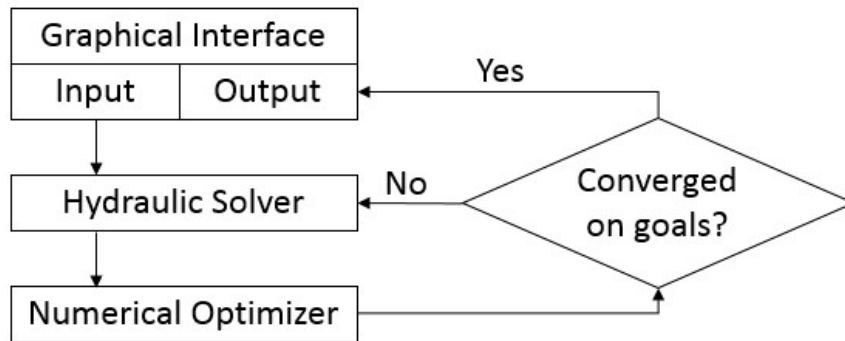 Graphical Interface
Input
Output
Yes
Hydraulic Solver
No
Converged
on goals?
Numerical Optimizer